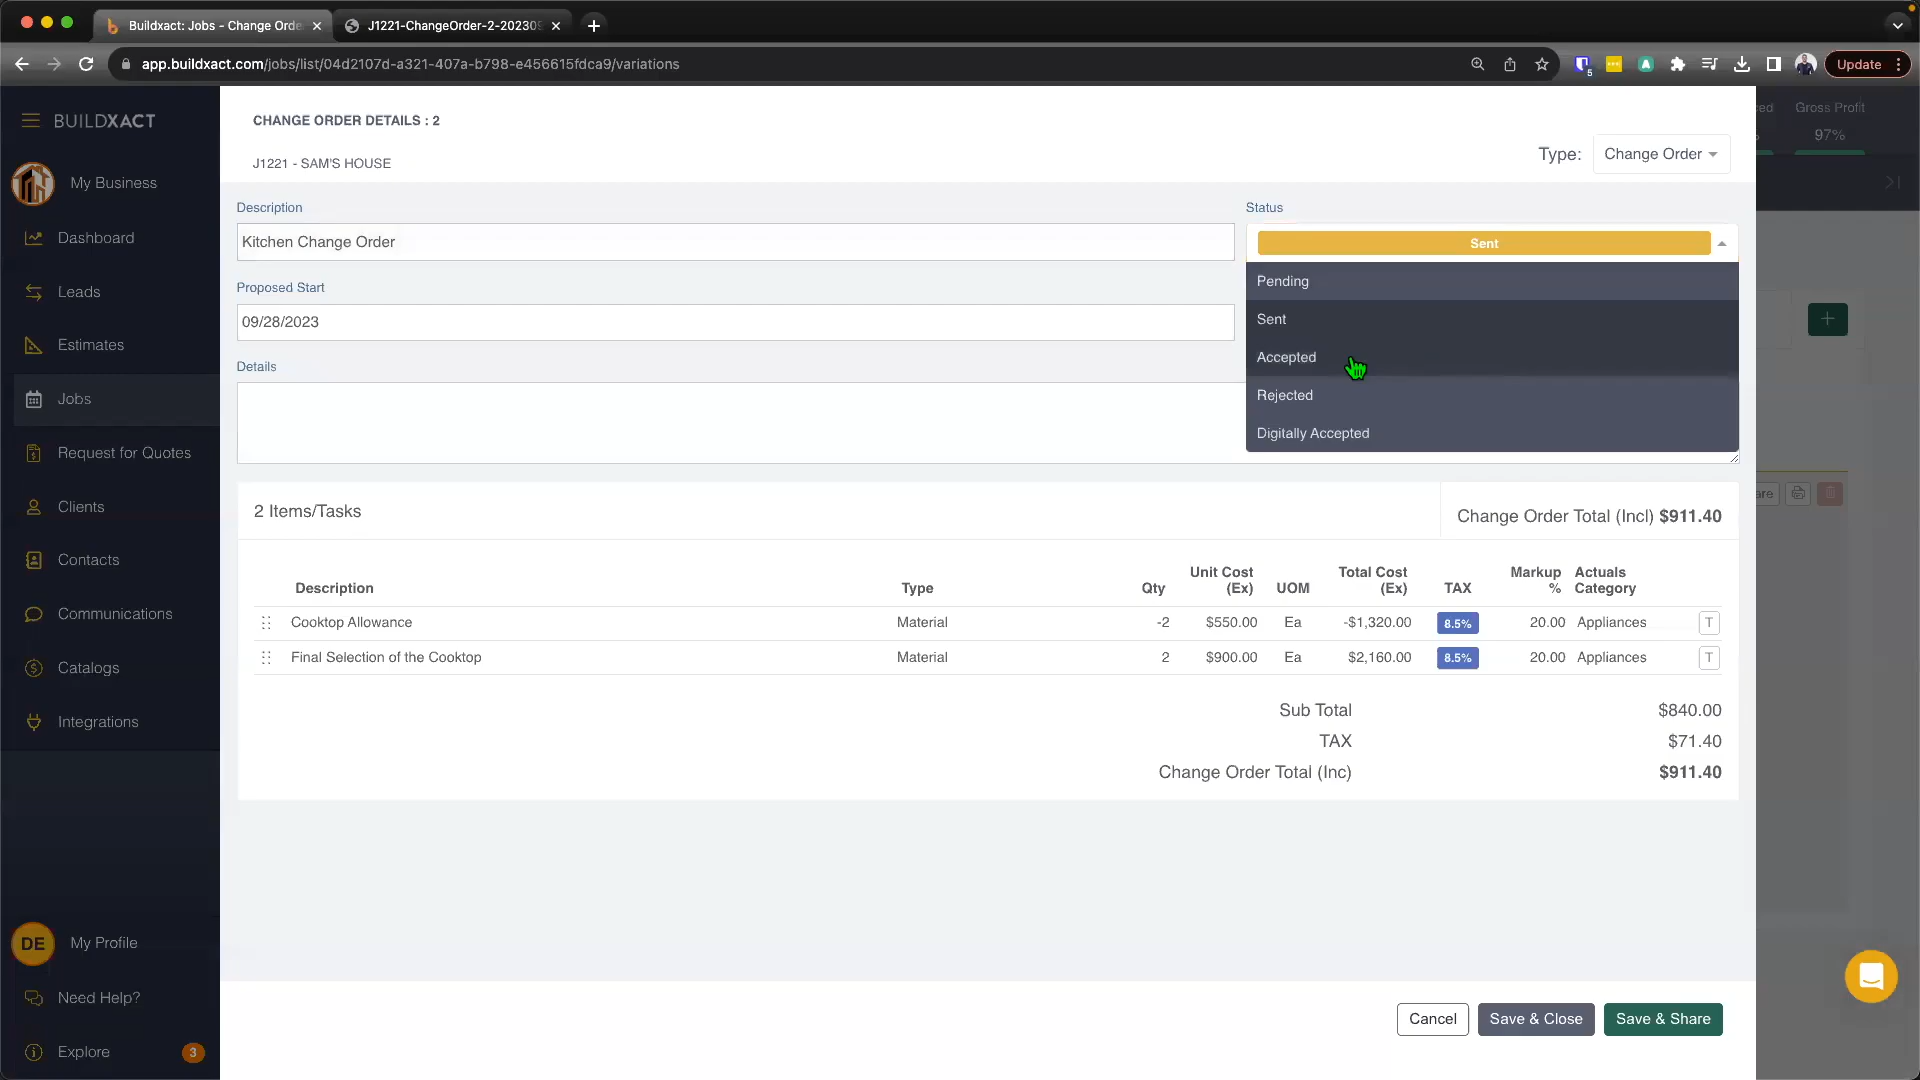 Buildxact: Jobs - Change Orde
J1221-ChangeOrder-2-202309
app.buildxact.com/jobs/list/04d2107d-a321-407a-b798-e456615fdca9/variations
5
Update
BUILDXACT
My Business
Dashboard
Leads
Estimates
Jobs
Request for Quotes
Clients
Contacts
Communications
Catalogs
Integrations
DE
My Profile
Need Help?
Explore
3
CHANGE ORDER DETAILS : 2
J1221 - SAM'S HOUSE
Type: Change Order
Gross Profit
97%
Description
Kitchen Change Order
Status
Sent
Pending
Sent
Accepted
Rejected
Digitally Accepted
Proposed Start
09/28/2023
Details
2 Items/Tasks
Change Order Total (Incl) $911.40
Description Type Qty Unit Cost (Ex) UOM Total Cost (Ex) TAX Markup % Actuals Category
Cooktop Allowance Material -2 $550.00 Ea -$1,320.00 8.5% 20.00 Appliances T
Final Selection of the Cooktop Material 2 $900.00 Ea $2,160.00 8.5% 20.00 Appliances T
Sub Total $840.00
TAX $71.40
Change Order Total (Inc) $911.40
Cancel
Save & Close
Save & Share